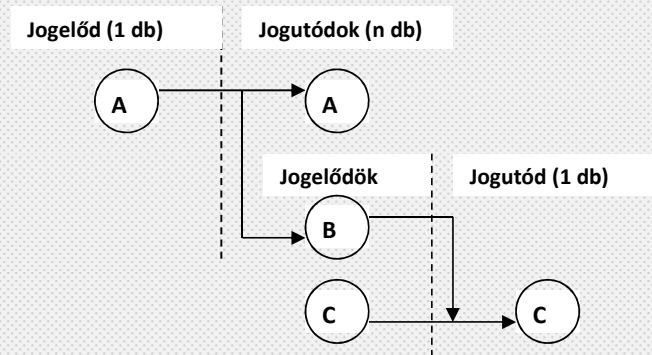 Jogelőd (1 db)
Jogutódok (n db)
A
A
Jogelődök
Jogutód (1 db)
B
C
C